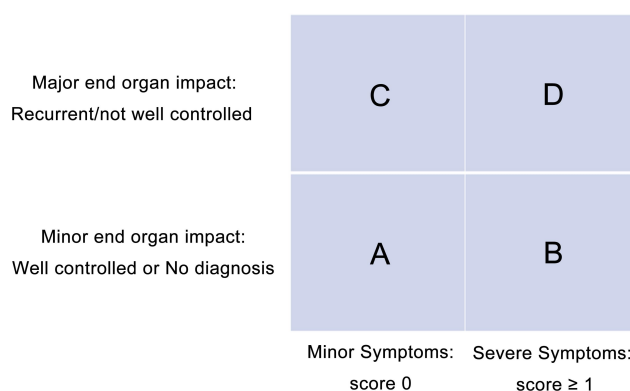 Major end organ impact:
Recurrent/not well controlled
C
D
Minor end organ impact:
Well controlled or No diagnosis
A
B
Minor Symptoms:
score 0
Severe Symptoms:
score ≥ 1